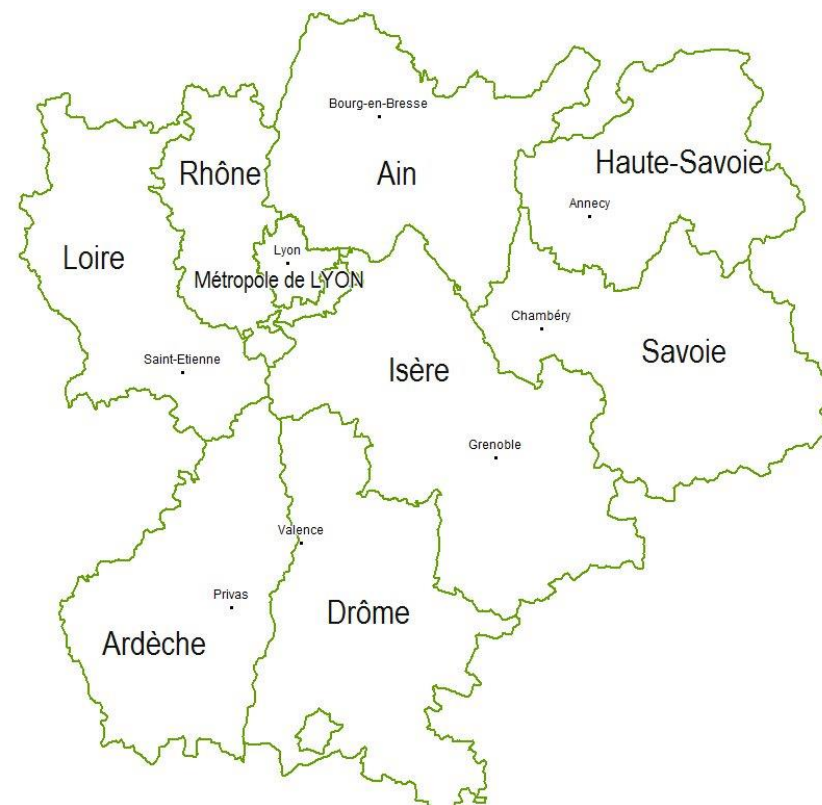 Bourg-en-Bresse
Rhône
Ain
Haute-Savoie
Annecy
Loire
Lyon
Métropole de LYON
Chambéry
Saint-Etienne
Isère
Savoie
Grenoble
Valence
Privas
Drôme
Ardèche